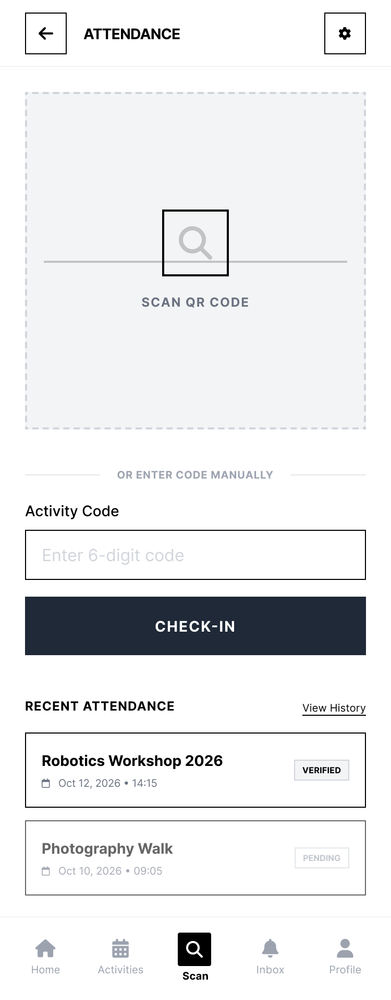 ATTENDANCE
SCAN QR CODE
OR ENTER CODE MANUALLY
Activity Code
Enter 6-digit code
CHECK-IN
RECENT ATTENDANCE
View History
Robotics Workshop 2026
Oct 12, 2026 • 14:15
VERIFIED
Photography Walk
Oct 10, 2026 • 09:05
PENDING
Home
Activities
Scan
Inbox
Profile